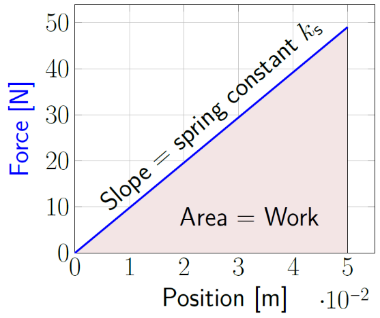 50
40
30
20
10
0
Force [N]
Slope = spring constant kₛ
Area = Work
0 1 2 3 4 5
Position [m] ·10⁻²